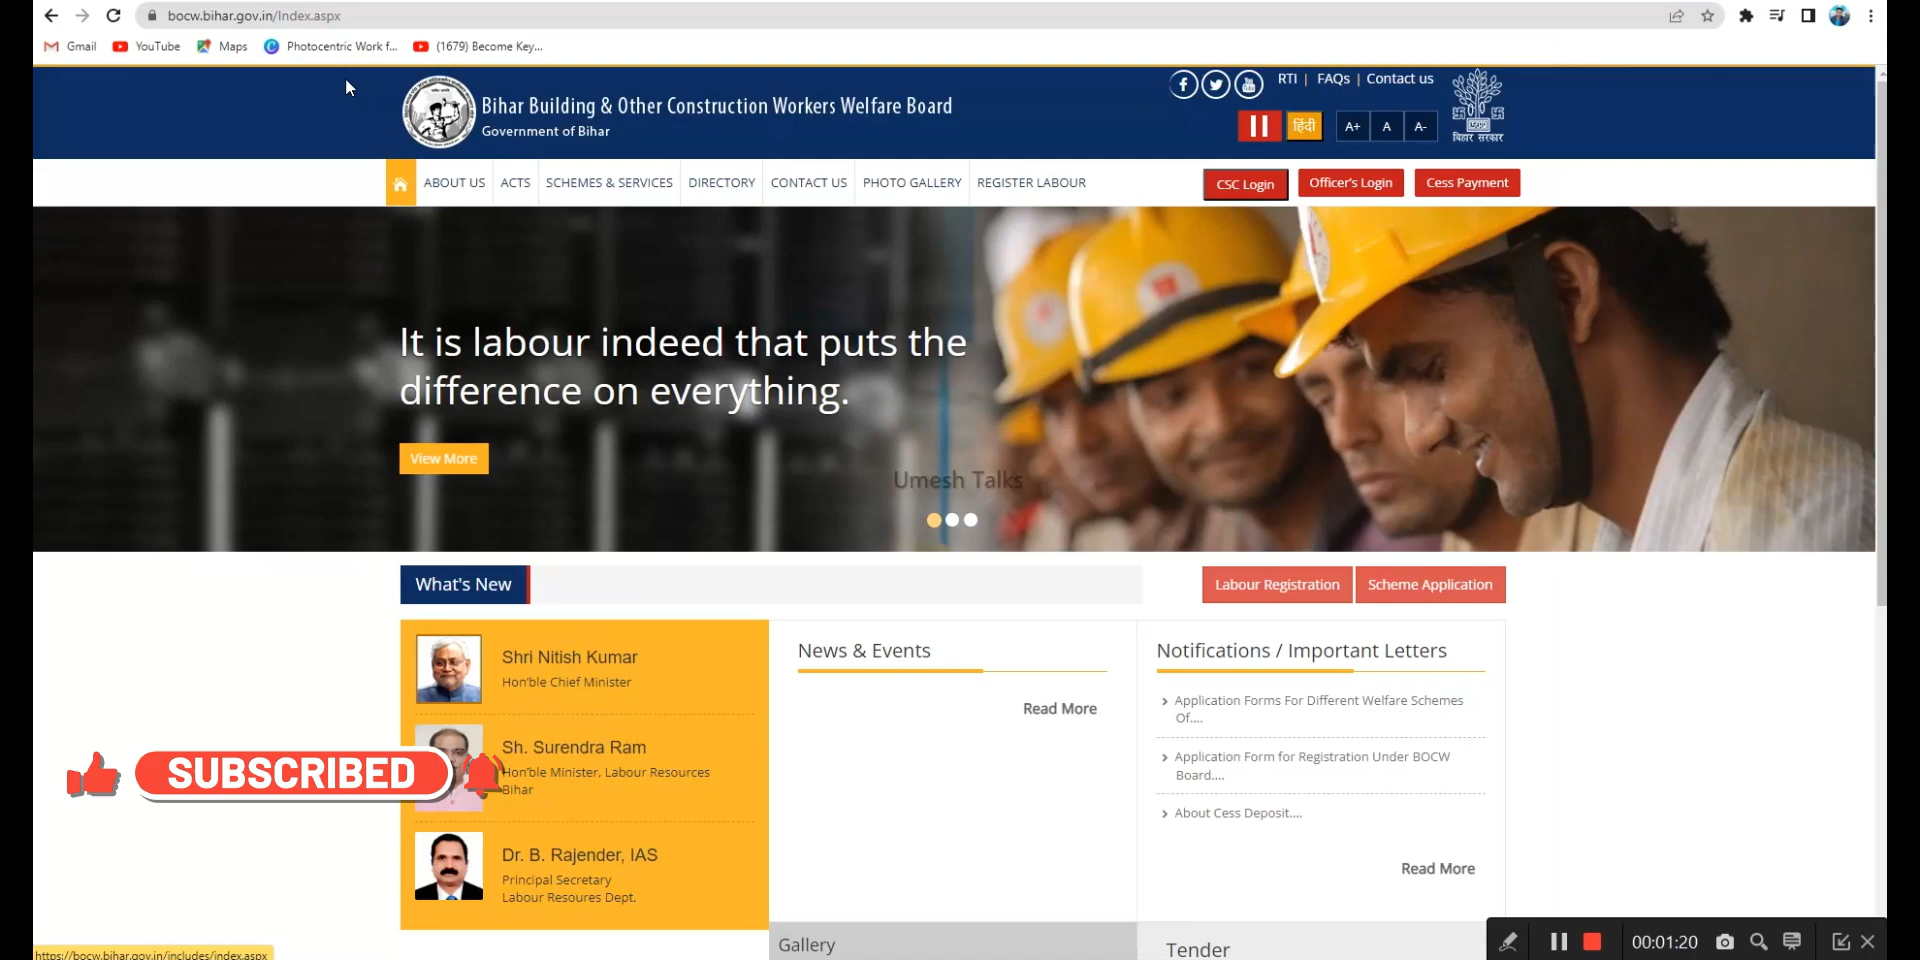 bocw.bihar.gov.in/Index.aspx
Gmail YouTube Maps Photocentric Work f... (1679) Become Key...
Bihar Building & Other Construction Workers Welfare Board
Government of Bihar
RTI | FAQs | Contact us
हिंदी A+ A A-
बिहार सरकार
ABOUT US ACTS SCHEMES & SERVICES DIRECTORY CONTACT US PHOTO GALLERY REGISTER LABOUR
CSC Login Officer's Login Cess Payment
It is labour indeed that puts the
difference on everything.
View More
Umesh Talks
What's New
Labour Registration Scheme Application
Shri Nitish Kumar
Hon'ble Chief Minister
Sh. Surendra Ram
Hon'ble Minister, Labour Resources
Bihar
Dr. B. Rajender, IAS
Principal Secretary
Labour Resoures Dept.
SUBSCRIBED
News & Events
Read More
Notifications / Important Letters
Application Forms For Different Welfare Schemes
Of....
Application Form for Registration Under BOCW
Board....
About Cess Deposit....
Read More
Gallery
Tender
https://bocw.bihar.gov.in/includes/index.aspx
00:01:20